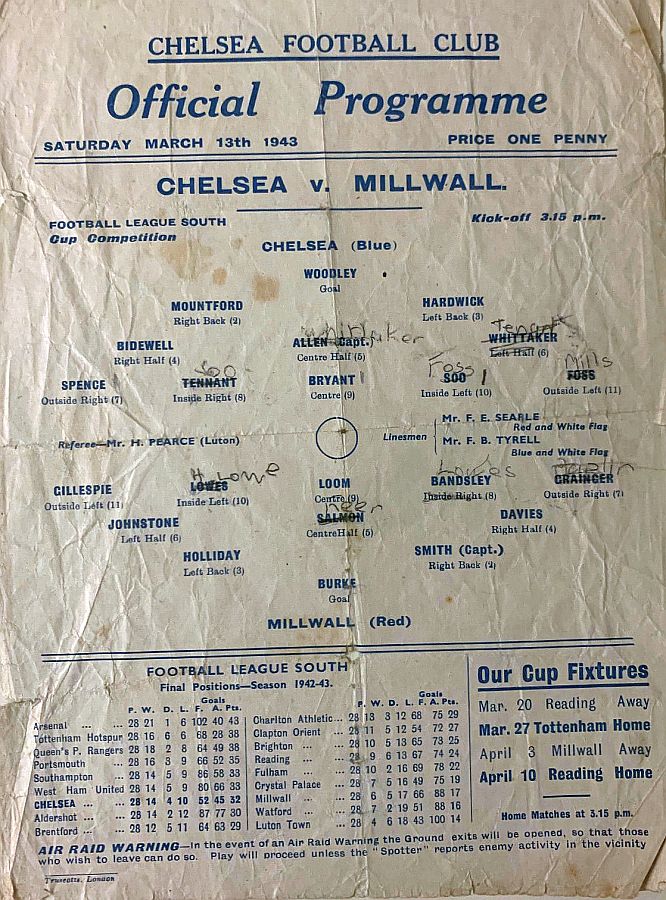 CHELSEA FOOTBALL CLUB
Official Programme
SATURDAY MARCH 13th 1943
PRICE ONE PENNY
CHELSEA v. MILLWALL.
FOOTBALL LEAGUE SOUTH
Cup Competition
Kick-off 3.15 p.m.
CHELSEA (Blue)
WOODLEY
Goal
MOUNTFORD
Right Back (2)
HARDWICK
Left Back (3)
BIDEWELL
Right Half (4)
Whittaker
ALLEN (Capt.)
Centre Half (5)
Tenant
WHITTAKER
Left Half (6)
SPENCE
Outside Right (7)
Soo
TENNANT
Inside Right (8)
BRYANT
Centre (9)
Foss
SOO
Inside Left (10)
Mills
FOSS
Outside Left (11)
Referee—Mr. H. PEARCE (Luton)
Linesmen
Mr. F. E. SEARLE
Red and White Flag
Mr. F. B. TYRELL
Blue and White Flag
GILLESPIE
Outside Left (11)
H Lowe
LOWES
Inside Left (10)
LOOM
Centre (9)
Lowes
BANDSLEY
Inside Right (8)
GRAINGER
Outside Right (7)
JOHNSTONE
Left Half (6)
SALMON
Centre Half (5)
DAVIES
Right Half (4)
HOLLIDAY
Left Back (3)
SMITH (Capt.)
Right Back (2)
BURKE
Goal
MILLWALL (Red)
FOOTBALL LEAGUE SOUTH
Final Positions—Season 1942-43.
Goals
P. W. D. L. F. A. Pts.
Arsenal ... ... 28 21 1 6 102 40 43
Tottenham Hotspur 28 16 6 6 68 28 38
Queen's P. Rangers 28 18 2 8 64 49 38
Portsmouth ... 28 16 3 9 66 52 35
Southampton ... 28 14 5 9 86 58 33
West Ham United 28 14 5 9 80 66 33
CHELSEA ... ... 28 14 4 10 52 45 32
Aldershot ... ... 28 14 2 12 87 77 30
Brentford ... ... 28 12 5 11 64 63 29
Goals
P. W. D. L. F. A. Pts.
Charlton Athletic ... 28 13 3 12 68 75 29
Clapton Orient ... 28 11 5 12 54 72 27
Brighton ... ... 28 10 5 13 65 73 25
Reading ... ... 28 9 6 13 67 74 24
Fulham ... ... 28 10 2 16 69 78 22
Crystal Palace ... 28 7 5 16 49 75 19
Millwall ... ... 28 6 5 17 66 88 17
Watford ... ... 28 7 2 19 51 88 16
Luton Town ... 28 4 6 18 43 100 14
Our Cup Fixtures
Mar. 20 Reading Away
Mar. 27 Tottenham Home
April 3 Millwall Away
April 10 Reading Home
Home Matches at 3.15 p.m.
AIR RAID WARNING—In the event of an Air Raid Warning the Ground exits will be opened, so that those
who wish to leave can do so. Play will proceed unless the "Spotter" reports enemy activity in the vicinity
Truscotts, London